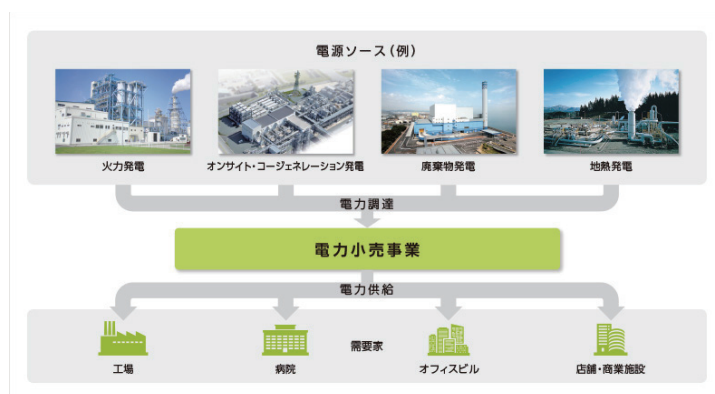 電源ソース(例)
火力発電
オンサイト・コージェネレーション発電
廃棄物発電
地熱発電
電力調達
電力小売事業
電力供給
需要家
工場
病院
オフィスビル
店舗・商業施設